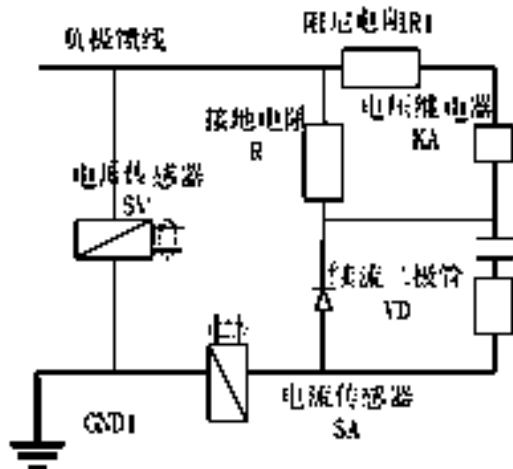 负极馈线
阻尼电阻R1
电压继电器
KA
接地电阻
R
电压传感器
SV
续流二极管
VD
GND1
电流传感器
SA